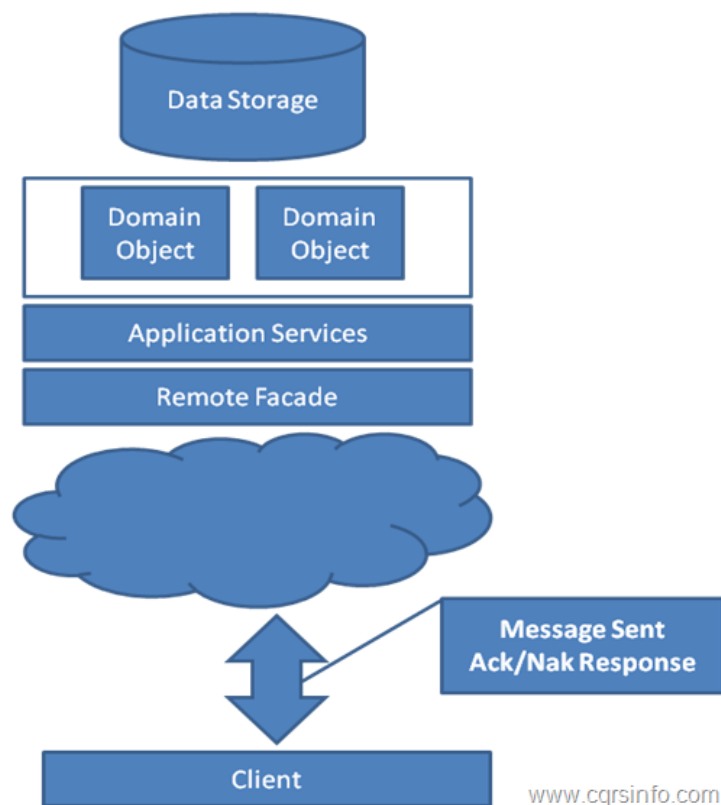 Data Storage
Domain
Object
Domain
Object
Application Services
Remote Facade
Message Sent
Ack/Nak Response
Client
www.cqrsinfo.com